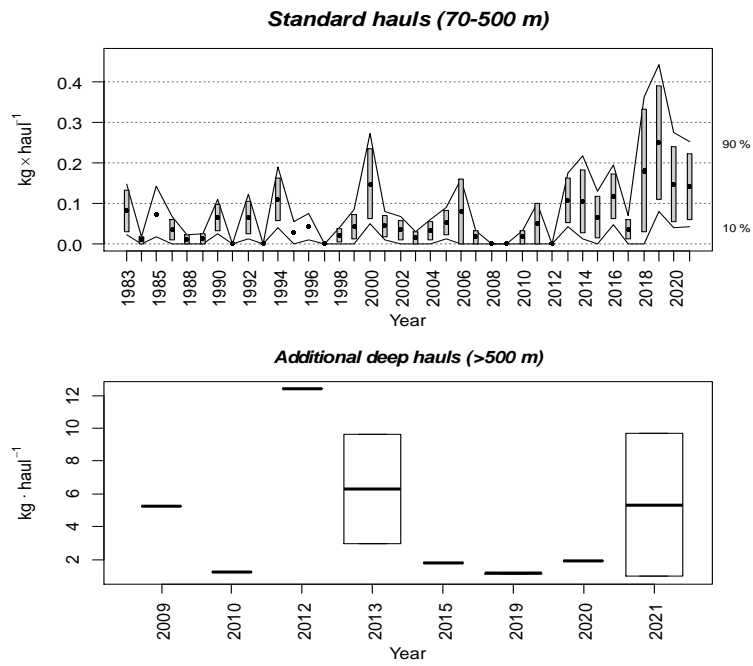 Standard hauls (70-500 m)
kg × haul⁻¹
0.4
0.3
0.2
0.1
0.0
90 %
10 %
1983 1985 1988 1990 1992 1994 1996 1998 2000 2002 2004 2006 2008 2010 2012 2014 2016 2018 2020
Year
Additional deep hauls (>500 m)
kg · haul⁻¹
12
10
8
6
4
2
2009 2010 2012 2013 2015 2019 2020 2021
Year